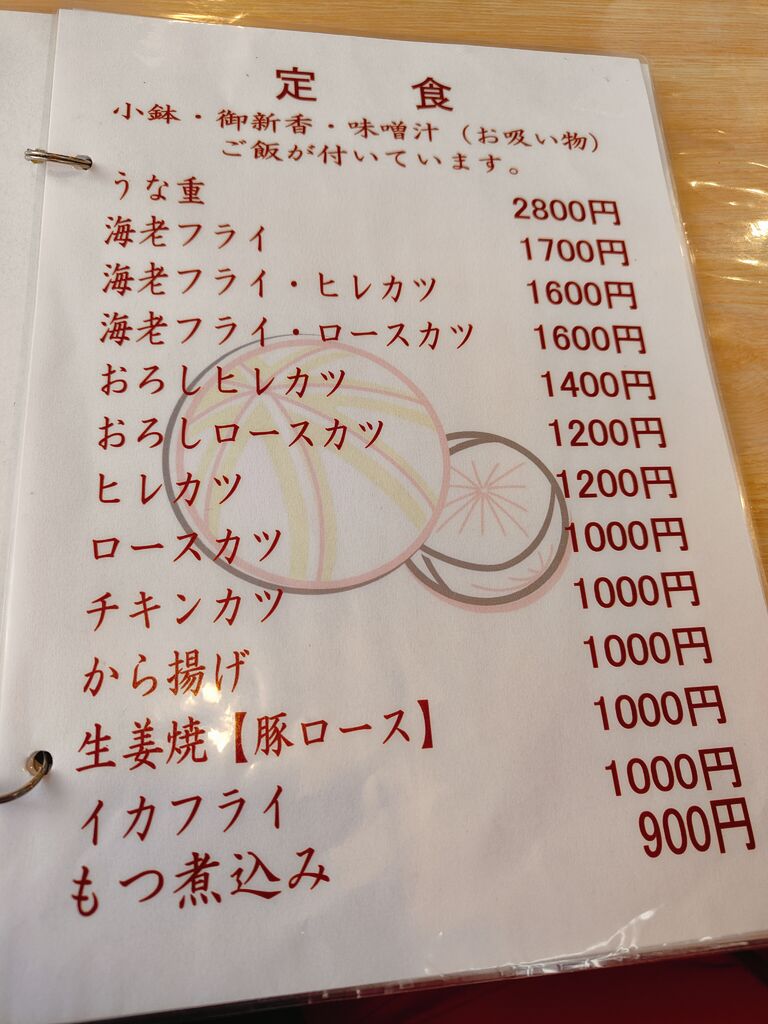 定 食
小鉢・御新香・味噌汁(お吸い物)
ご飯が付いています。
うな重 2800円
海老フライ 1700円
海老フライ・ヒレカツ 1600円
海老フライ・ロースカツ 1600円
おろしヒレカツ 1400円
おろしロースカツ 1200円
ヒレカツ 1200円
ロースカツ 1000円
チキンカツ 1000円
から揚げ 1000円
生姜焼【豚ロース】 1000円
イカフライ 1000円
もつ煮込み 900円